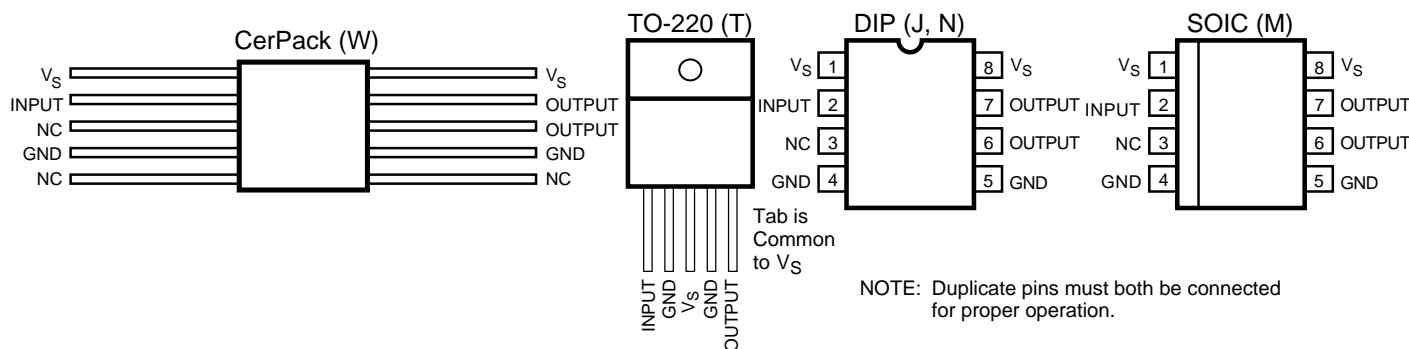 CerPack (W)
VS
INPUT
NC
GND
NC
VS
OUTPUT
OUTPUT
GND
NC
TO-220 (T)
Tab is
Common
to VS
INPUT
GND
VS
GND
OUTPUT
DIP (J, N)
VS 1
INPUT 2
NC 3
GND 4
8 VS
7 OUTPUT
6 OUTPUT
5 GND
SOIC (M)
VS 1
INPUT 2
NC 3
GND 4
8 VS
7 OUTPUT
6 OUTPUT
5 GND
NOTE: Duplicate pins must both be connected
for proper operation.